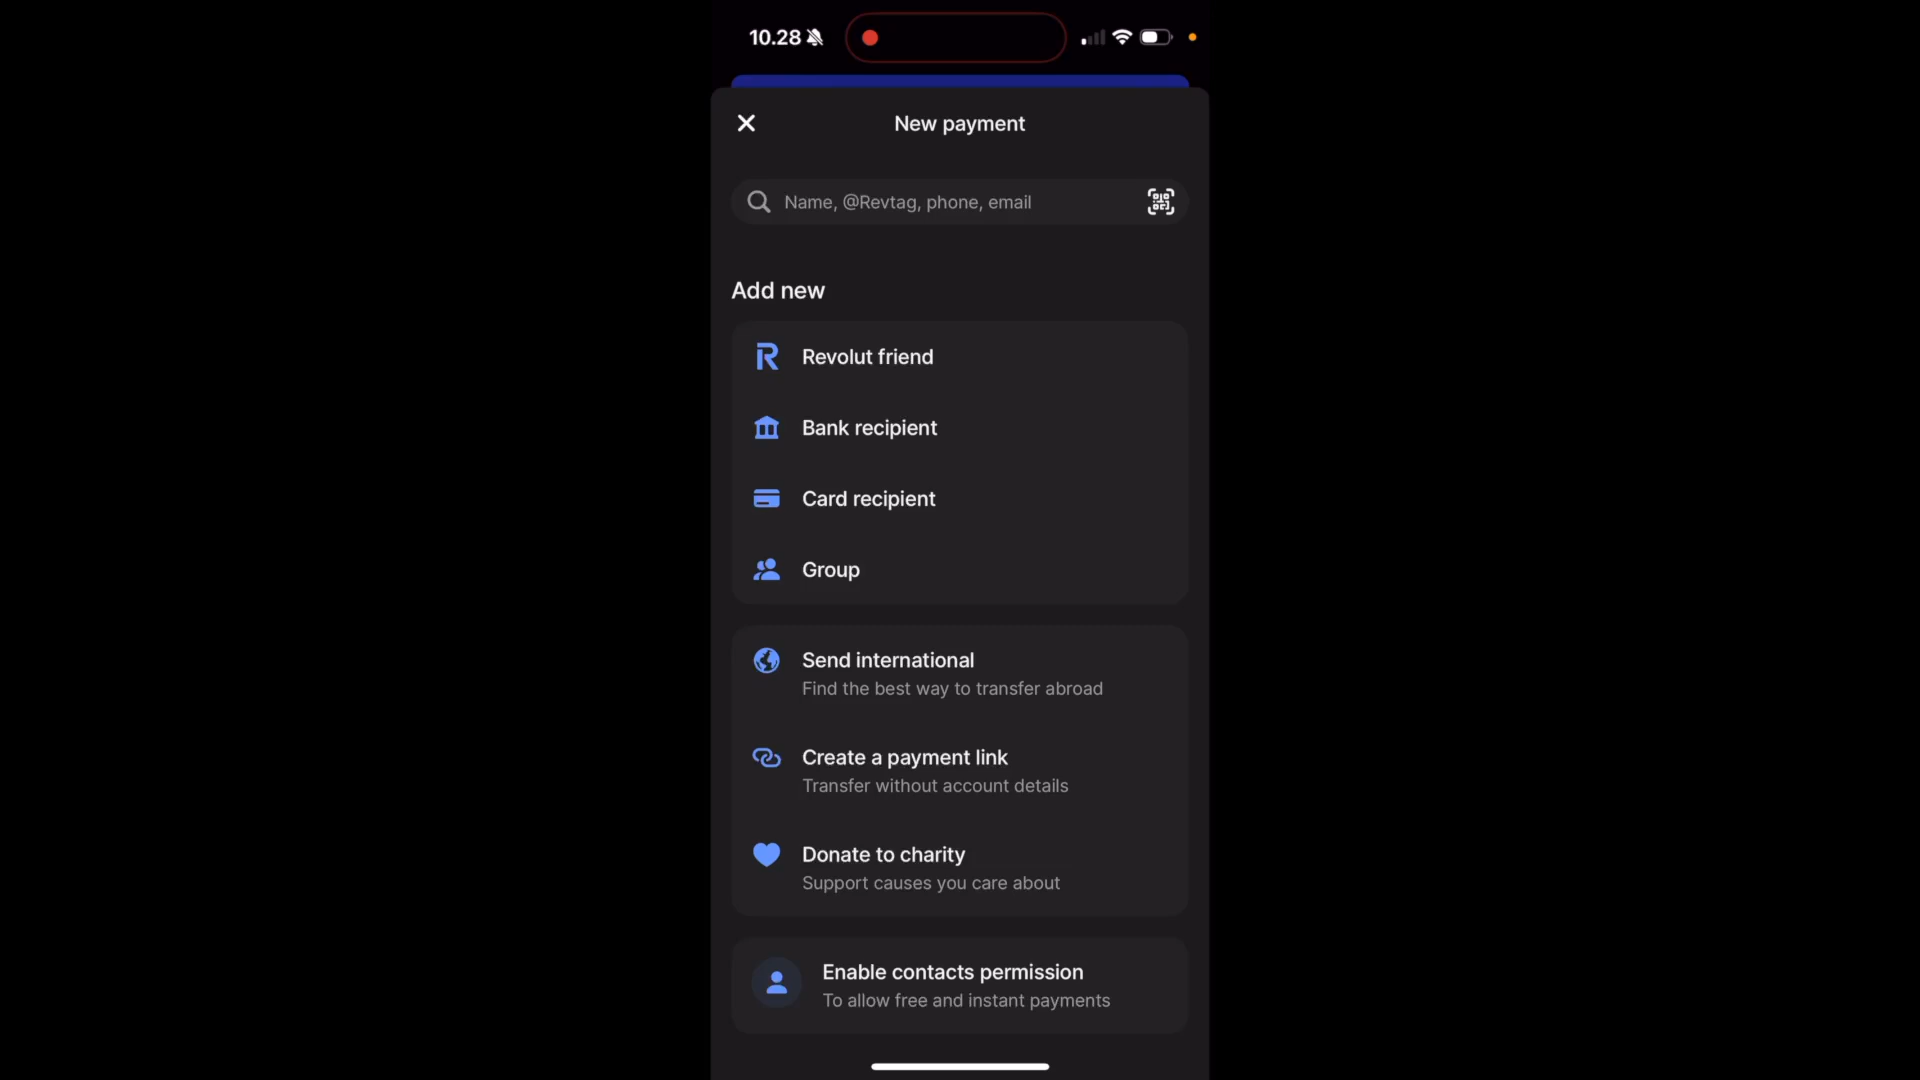 10.28
New payment
Name, @Revtag, phone, email
Add new
Revolut friend
Bank recipient
Card recipient
Group
Send international
Find the best way to transfer abroad
Create a payment link
Transfer without account details
Donate to charity
Support causes you care about
Enable contacts permission
To allow free and instant payments